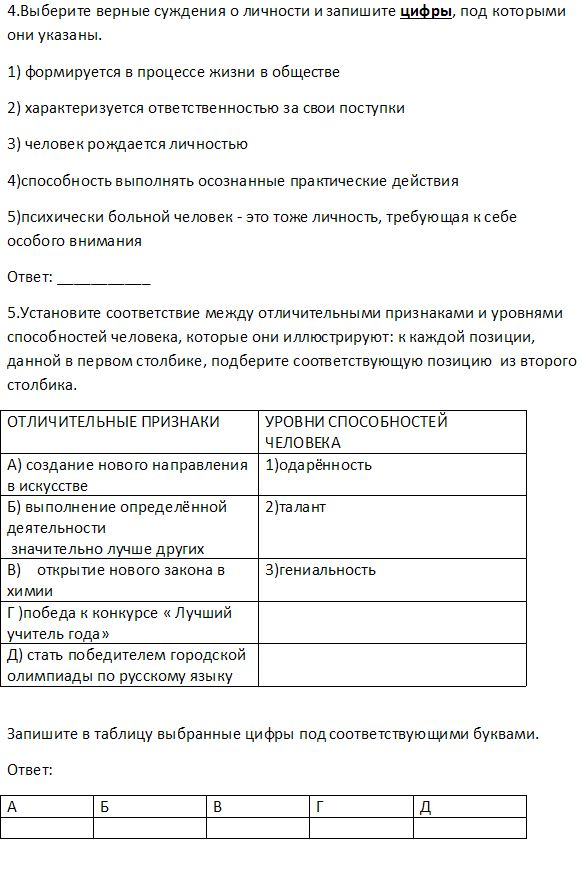 4.Выберите верные суждения о личности и запишите цифры, под которыми
они указаны.
1) формируется в процессе жизни в обществе
2) характеризуется ответственностью за свои поступки
3) человек рождается личностью
4)способность выполнять осознанные практические действия
5)психически больной человек - это тоже личность, требующая к себе
особого внимания
Ответ: ___________
5.Установите соответствие между отличительными признаками и уровнями
способностей человека, которые они иллюстрируют: к каждой позиции,
данной в первом столбике, подберите соответствующую позицию из второго
столбика.
ОТЛИЧИТЕЛЬНЫЕ ПРИЗНАКИ
УРОВНИ СПОСОБНОСТЕЙ
ЧЕЛОВЕКА
А) создание нового направления
в искусстве
1)одарённость
Б) выполнение определённой
деятельности
значительно лучше других
2)талант
В) открытие нового закона в
химии
3)гениальность
Г )победа к конкурсе « Лучший
учитель года»
Д) стать победителем городской
олимпиады по русскому языку
Запишите в таблицу выбранные цифры под соответствующими буквами.
Ответ:
А Б В Г Д